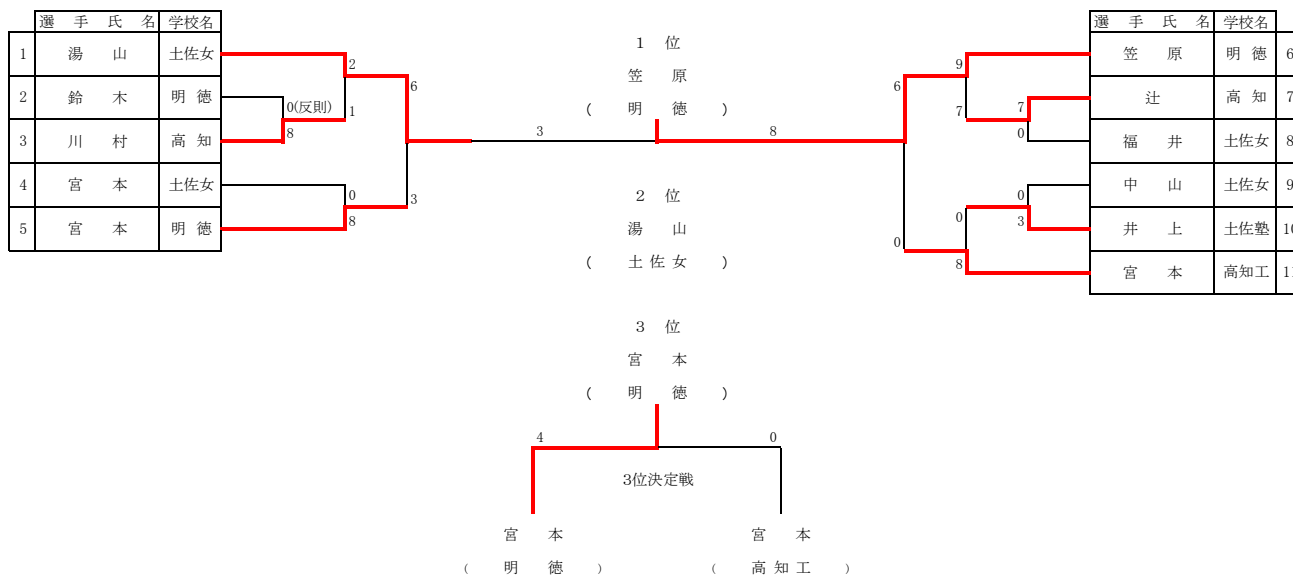 選手氏名 学校名
1 湯山 土佐女
2 鈴木 明徳
3 川村 高知
4 宮本 土佐女
5 宮本 明徳
2
0(反則)
1
8
0
8
6
3
3
8
1 位
笠原
( 明徳 )
2 位
湯山
( 土佐女 )
3 位
宮本
( 明徳 )
4
0
3位決定戦
宮本
( 明徳 )
宮本
( 高知工 )
6
0
9
7
7
0
0
0
3
8
選手氏名 学校名
笠原 明徳 6
辻 高知 7
福井 土佐女 8
中山 土佐女 9
井上 土佐塾
宮本 高知工